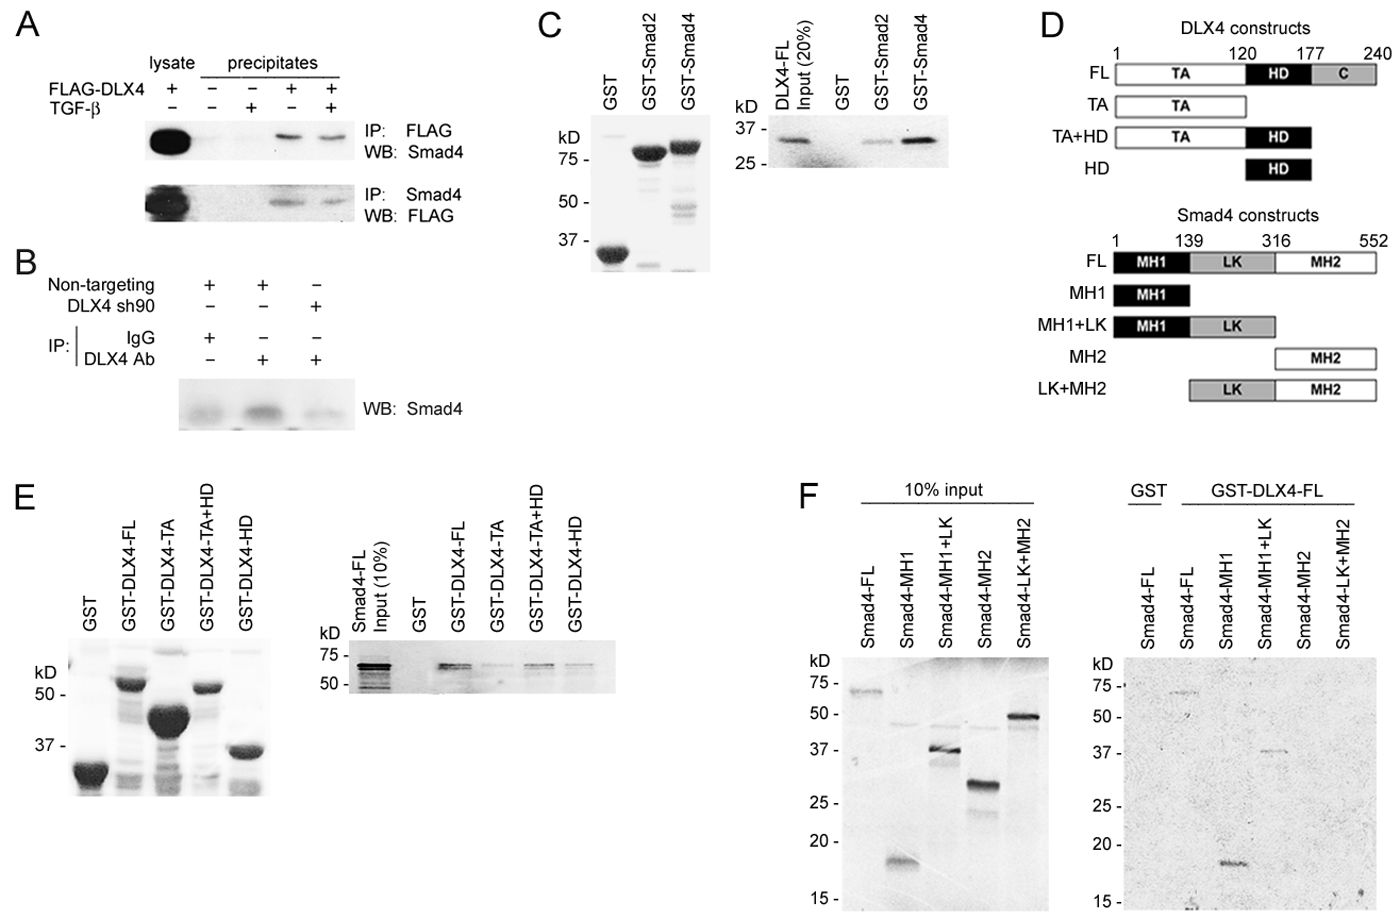 A
lysate precipitates
FLAG-DLX4 + − − + +
TGF-β − − + − +
IP: FLAG
WB: Smad4
IP: Smad4
WB: FLAG
B
Non-targeting + + −
DLX4 sh90 − − +
IP:
IgG + − −
DLX4 Ab − + +
WB: Smad4
C
GST
GST-Smad2
GST-Smad4
kD
75 -
50 -
37 -
DLX4-FL
Input (20%)
GST
GST-Smad2
GST-Smad4
kD
37 -
25 -
D
DLX4 constructs
1 120 177 240
FL TA HD C
TA TA
TA+HD TA HD
HD HD
Smad4 constructs
1 139 316 552
FL MH1 LK MH2
MH1 MH1
MH1+LK MH1 LK
MH2 MH2
LK+MH2 LK MH2
E
GST
GST-DLX4-FL
GST-DLX4-TA
GST-DLX4-TA+HD
GST-DLX4-HD
kD
50 -
37 -
Smad4-FL
Input (10%)
GST
GST-DLX4-FL
GST-DLX4-TA
GST-DLX4-TA+HD
GST-DLX4-HD
kD
75 -
50 -
F
10% input
Smad4-FL
Smad4-MH1
Smad4-MH1+LK
Smad4-MH2
Smad4-LK+MH2
kD
75 -
50 -
37 -
25 -
20 -
15 -
GST GST-DLX4-FL
Smad4-FL
Smad4-FL
Smad4-MH1
Smad4-MH1+LK
Smad4-MH2
Smad4-LK+MH2
kD
75 -
50 -
37 -
25 -
20 -
15 -